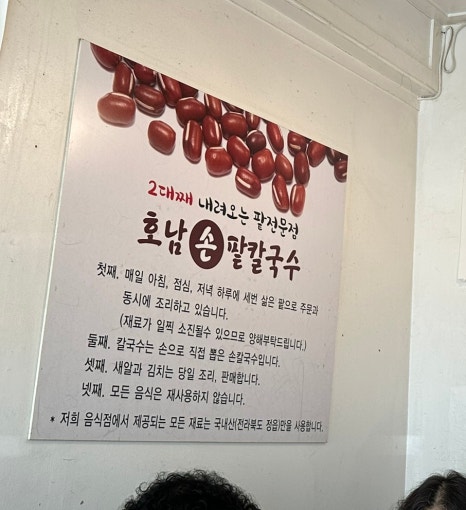 2대째 내려오는 팥전문점
호남 손 팥칼국수
첫째. 매일 아침, 점심, 저녁 하루에 세번 삶은 팥으로 주문과
동시에 조리하고 있습니다.
(재료가 일찍 소진될수 있으므로 양해부탁드립니다.)
둘째. 칼국수는 손으로 직접 뽑은 손칼국수입니다.
셋째. 새알과 김치는 당일 조리, 판매합니다.
넷째. 모든 음식은 재사용하지 않습니다.
* 저희 음식점에서 제공되는 모든 재료는 국내산(전라북도 정읍)만을 사용합니다.